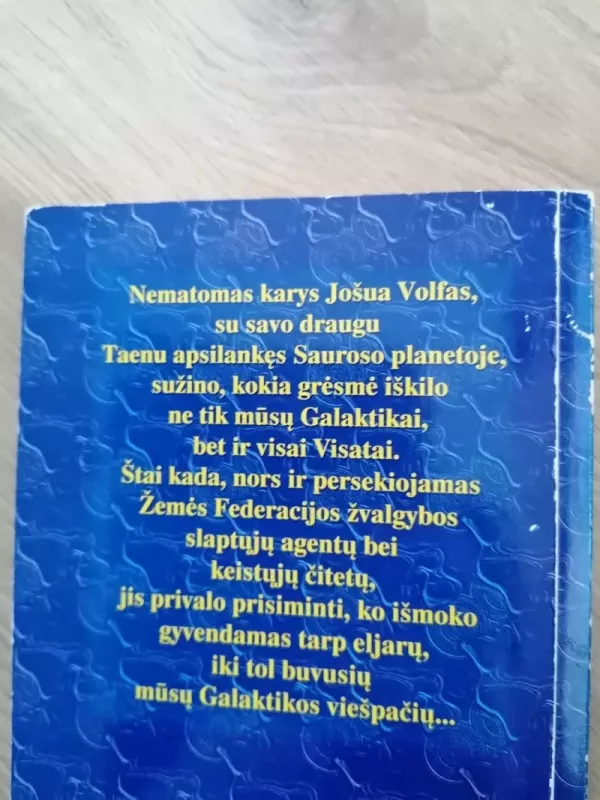 Nematomas karys Jošua Volfas,
su savo draugu
Taenu apsilankęs Sauroso planetoje,
sužino, kokia grėsmė iškilo
ne tik mūsų Galaktikai,
bet ir visai Visatai.
Štai kada, nors ir persekiojamas
Žemės Federacijos žvalgybos
slaptųjų agentų bei
keistųjų čitetų,
jis privalo prisiminti, ko išmoko
gyvendamas tarp eljarų,
iki tol buvusių
mūsų Galaktikos viešpačių...